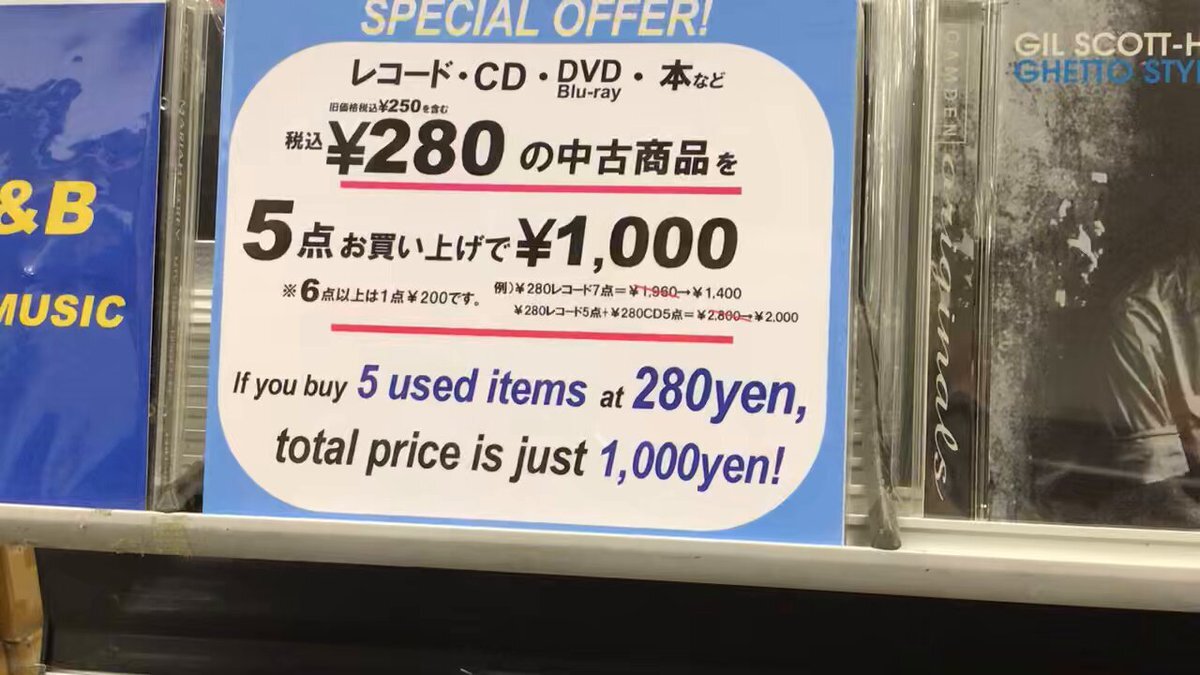 SPECIAL OFFER!
レコード・CD・DVD Blu-ray・本など
旧価格税込¥250を含む
税込¥280の中古商品を
5点お買い上げで¥1,000
※6点以上は1点¥200です。
例)¥280レコード7点=¥1,960→¥1,400
¥280レコード5点+¥280CD5点=¥2,800→¥2.000
If you buy 5 used items at 280yen,
total price is just 1,000yen!
&B
MUSIC
CAMDEN
originals
GIL SCOTT-H
GHETTO STY